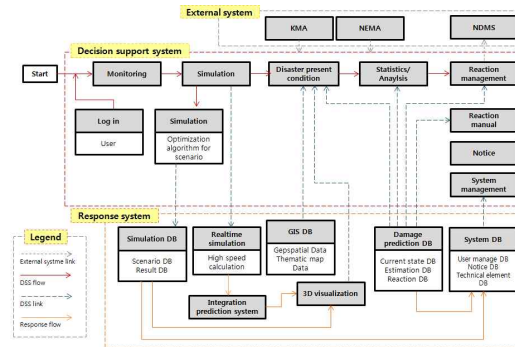 External system
KMA
NEMA
NDMS
Decision support system
Start
Monitoring
Simulation
Disaster present
condition
Statistics/
Anaylsis
Reaction
management
Log in
User
Simulation
Optimization
algorithm for
scenario
Reaction
manual
Notice
System
management
Response system
Legend
External systme link
DSS flow
DSS link
Response flow
Simulation DB
Scenario DB
Result DB
Realtime
simulation
High speed
calculation
GIS DB
Gepspatial Data
Thematic map
Data
Damage
prediction DB
Current state DB
Estimation DB
Reaction DB
System DB
User manage DB
Notice DB
Technical element
DB
Integration
prediction system
3D visualization